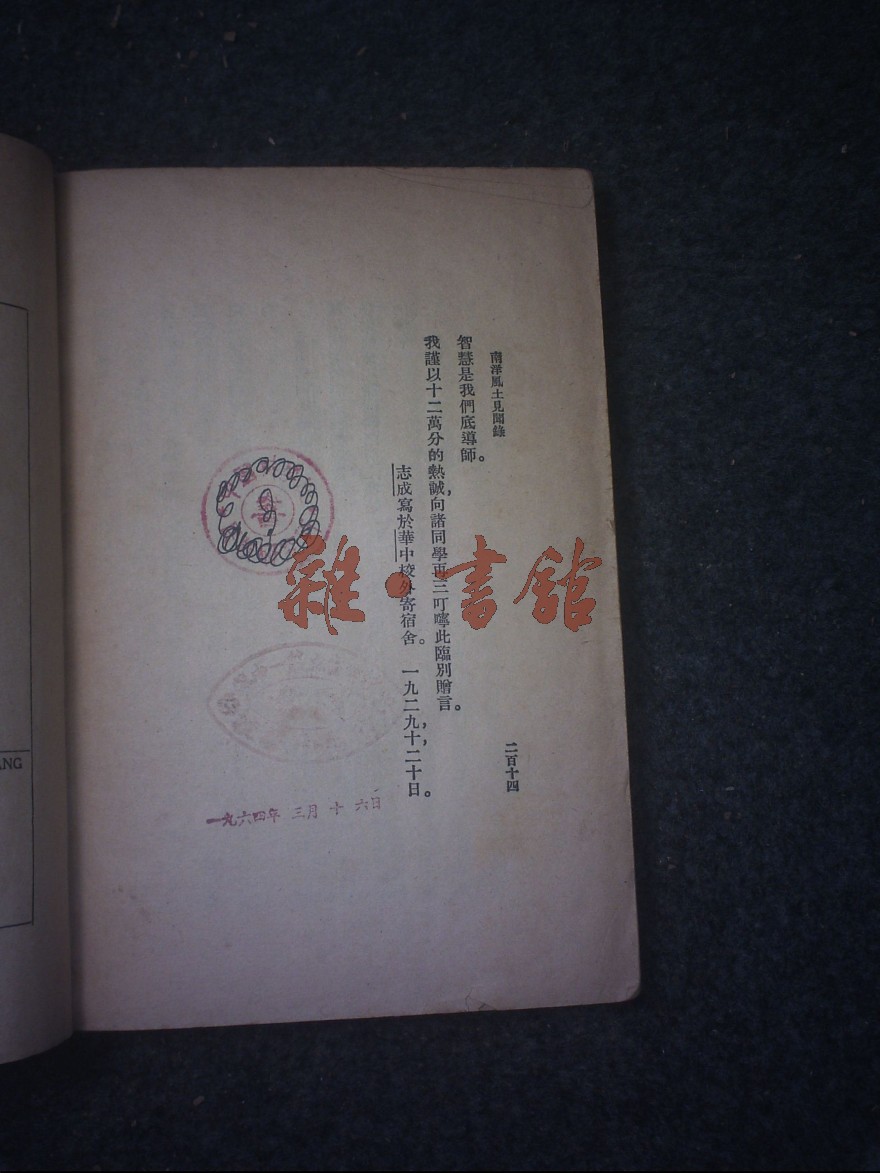 南洋風土見聞錄
智慧是我們底導師。
我謹以十二萬分的熱誠，向諸同學再三叮嚀此臨別贈言。
志成寫於華中校外寄宿舍。 一九二九，十二，十日。
二百十四
一九六四年 三月 十 六日
雜·書館
ANG